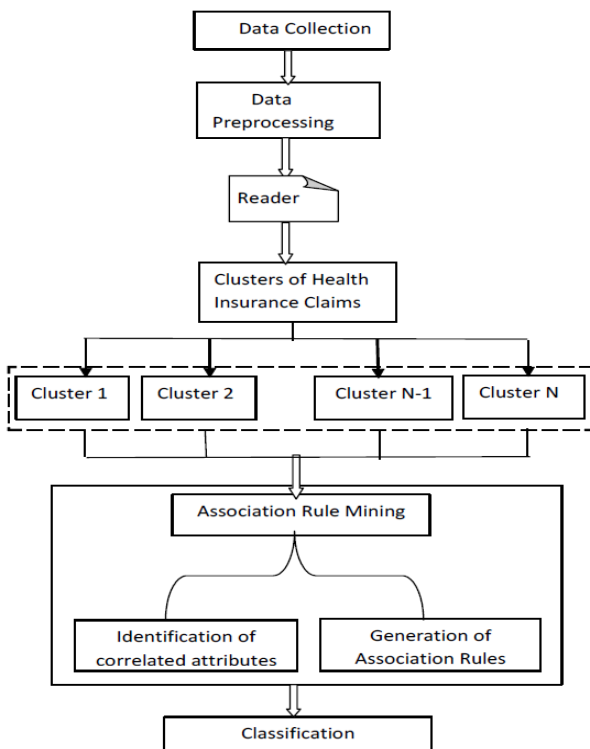 Data Collection
Data
Preprocessing
Reader
Clusters of Health
Insurance Claims
Cluster 1
Cluster 2
Cluster N-1
Cluster N
Association Rule Mining
Identification of
correlated attributes
Generation of
Association Rules
Classification